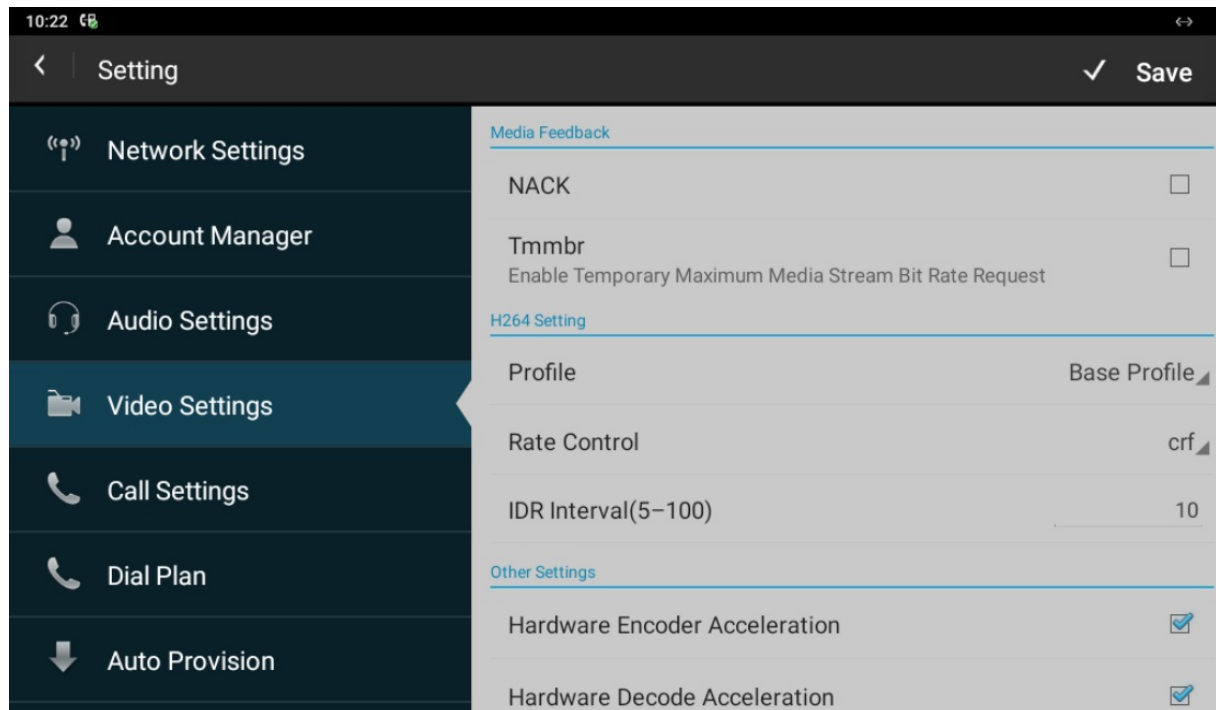 10:22
Setting
Save
Network Settings
Account Manager
Audio Settings
Video Settings
Call Settings
Dial Plan
Auto Provision
Media Feedback
NACK
Tmmbr
Enable Temporary Maximum Media Stream Bit Rate Request
H264 Setting
Profile Base Profile
Rate Control crf
IDR Interval(5–100) 10
Other Settings
Hardware Encoder Acceleration
Hardware Decode Acceleration